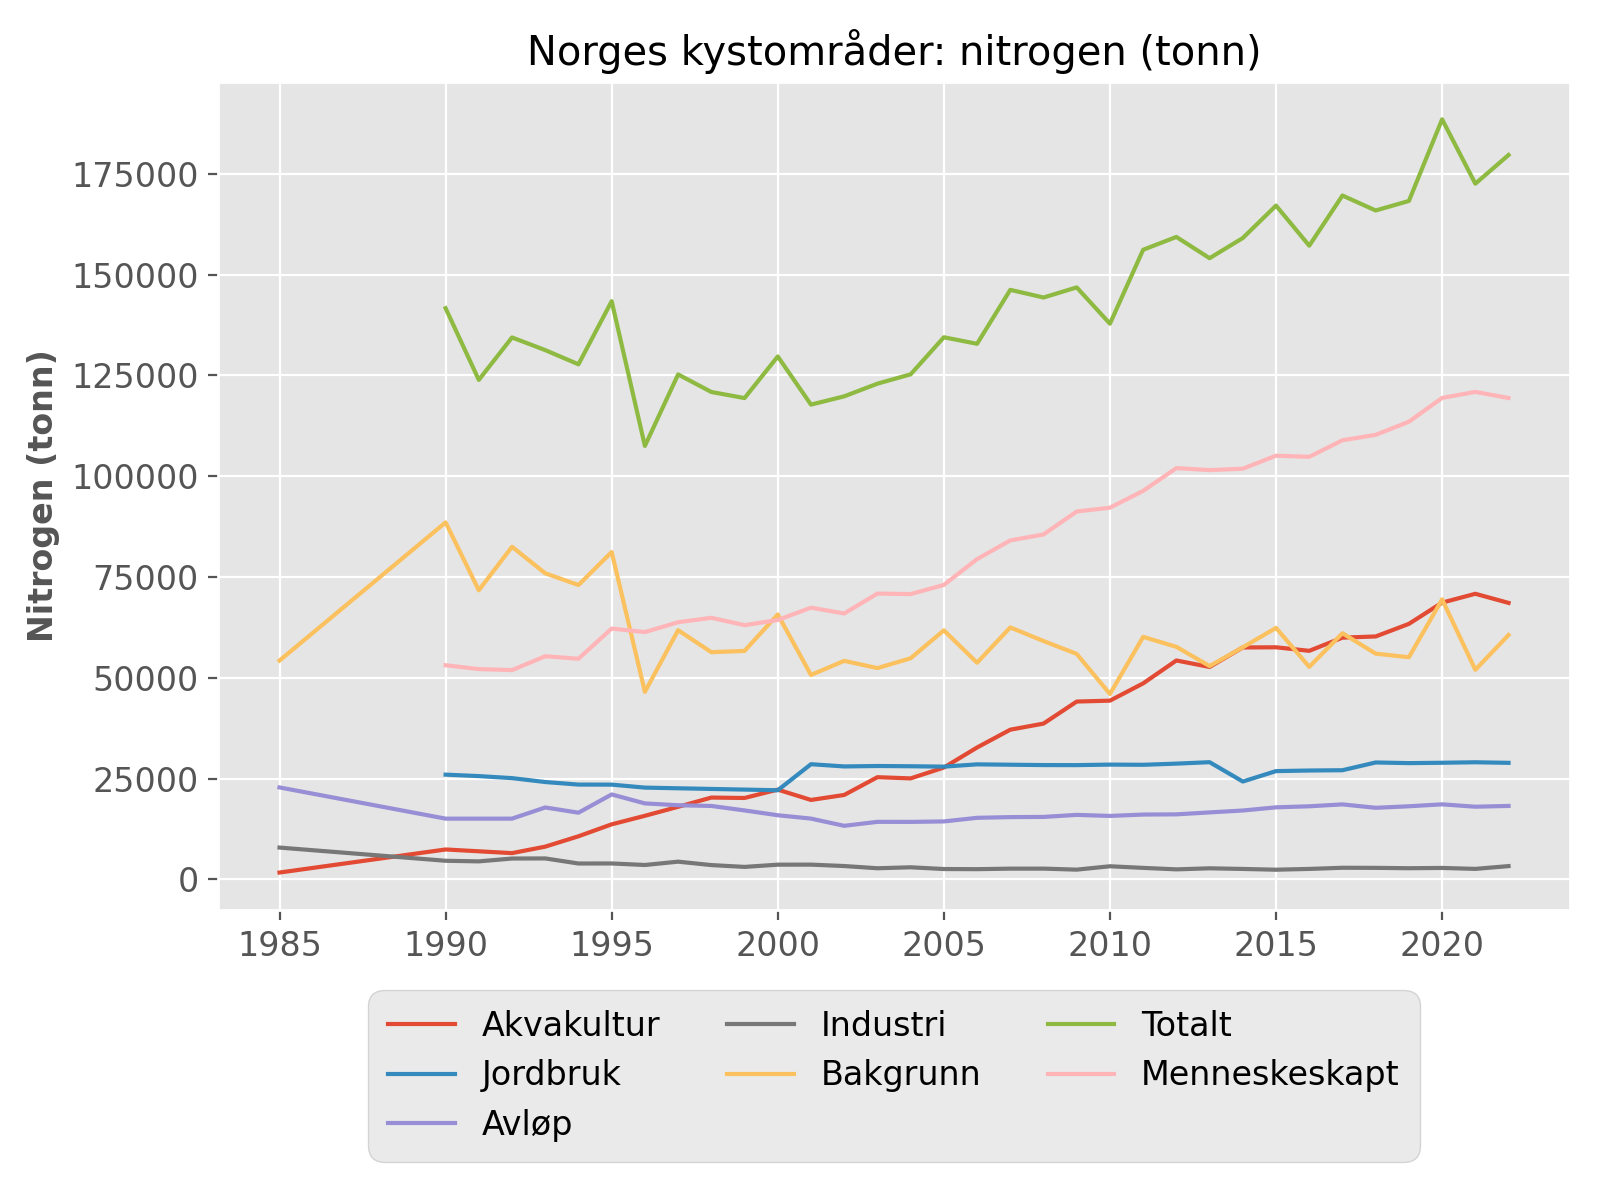 Norges kystområder: nitrogen (tonn)
Nitrogen (tonn)
175000
150000
125000
100000
75000
50000
25000
0
1985 1990 1995 2000 2005 2010 2015 2020
Akvakultur Industri Totalt
Jordbruk Bakgrunn Menneskeskapt
Avløp